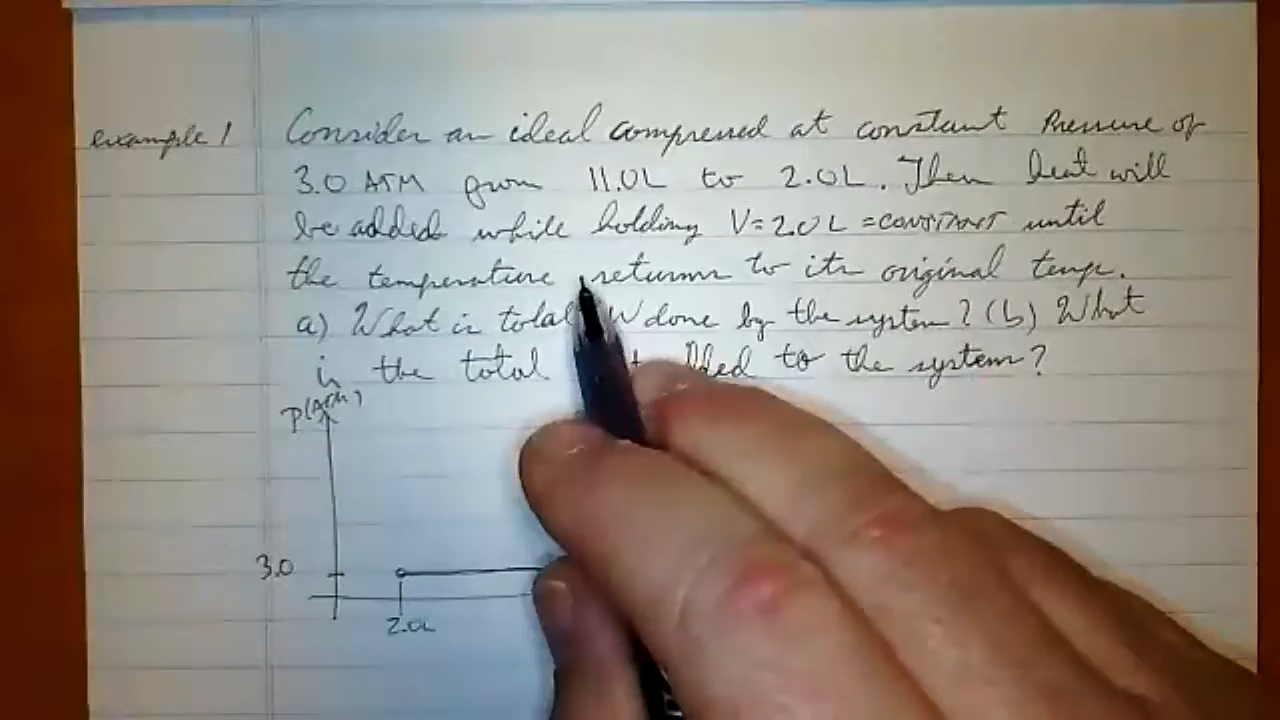 example 1
Consider an ideal compressed at constant Pressure of
3.0 ATM from 11.0L to 2.0L. Then heat will
be added while holding V=2.0L = CONSTANT until
the temperature returns to its original temp.
a) What is total W done by the system? (b) What
is the total added to the system?
P(ATM)
3.0
2.0L